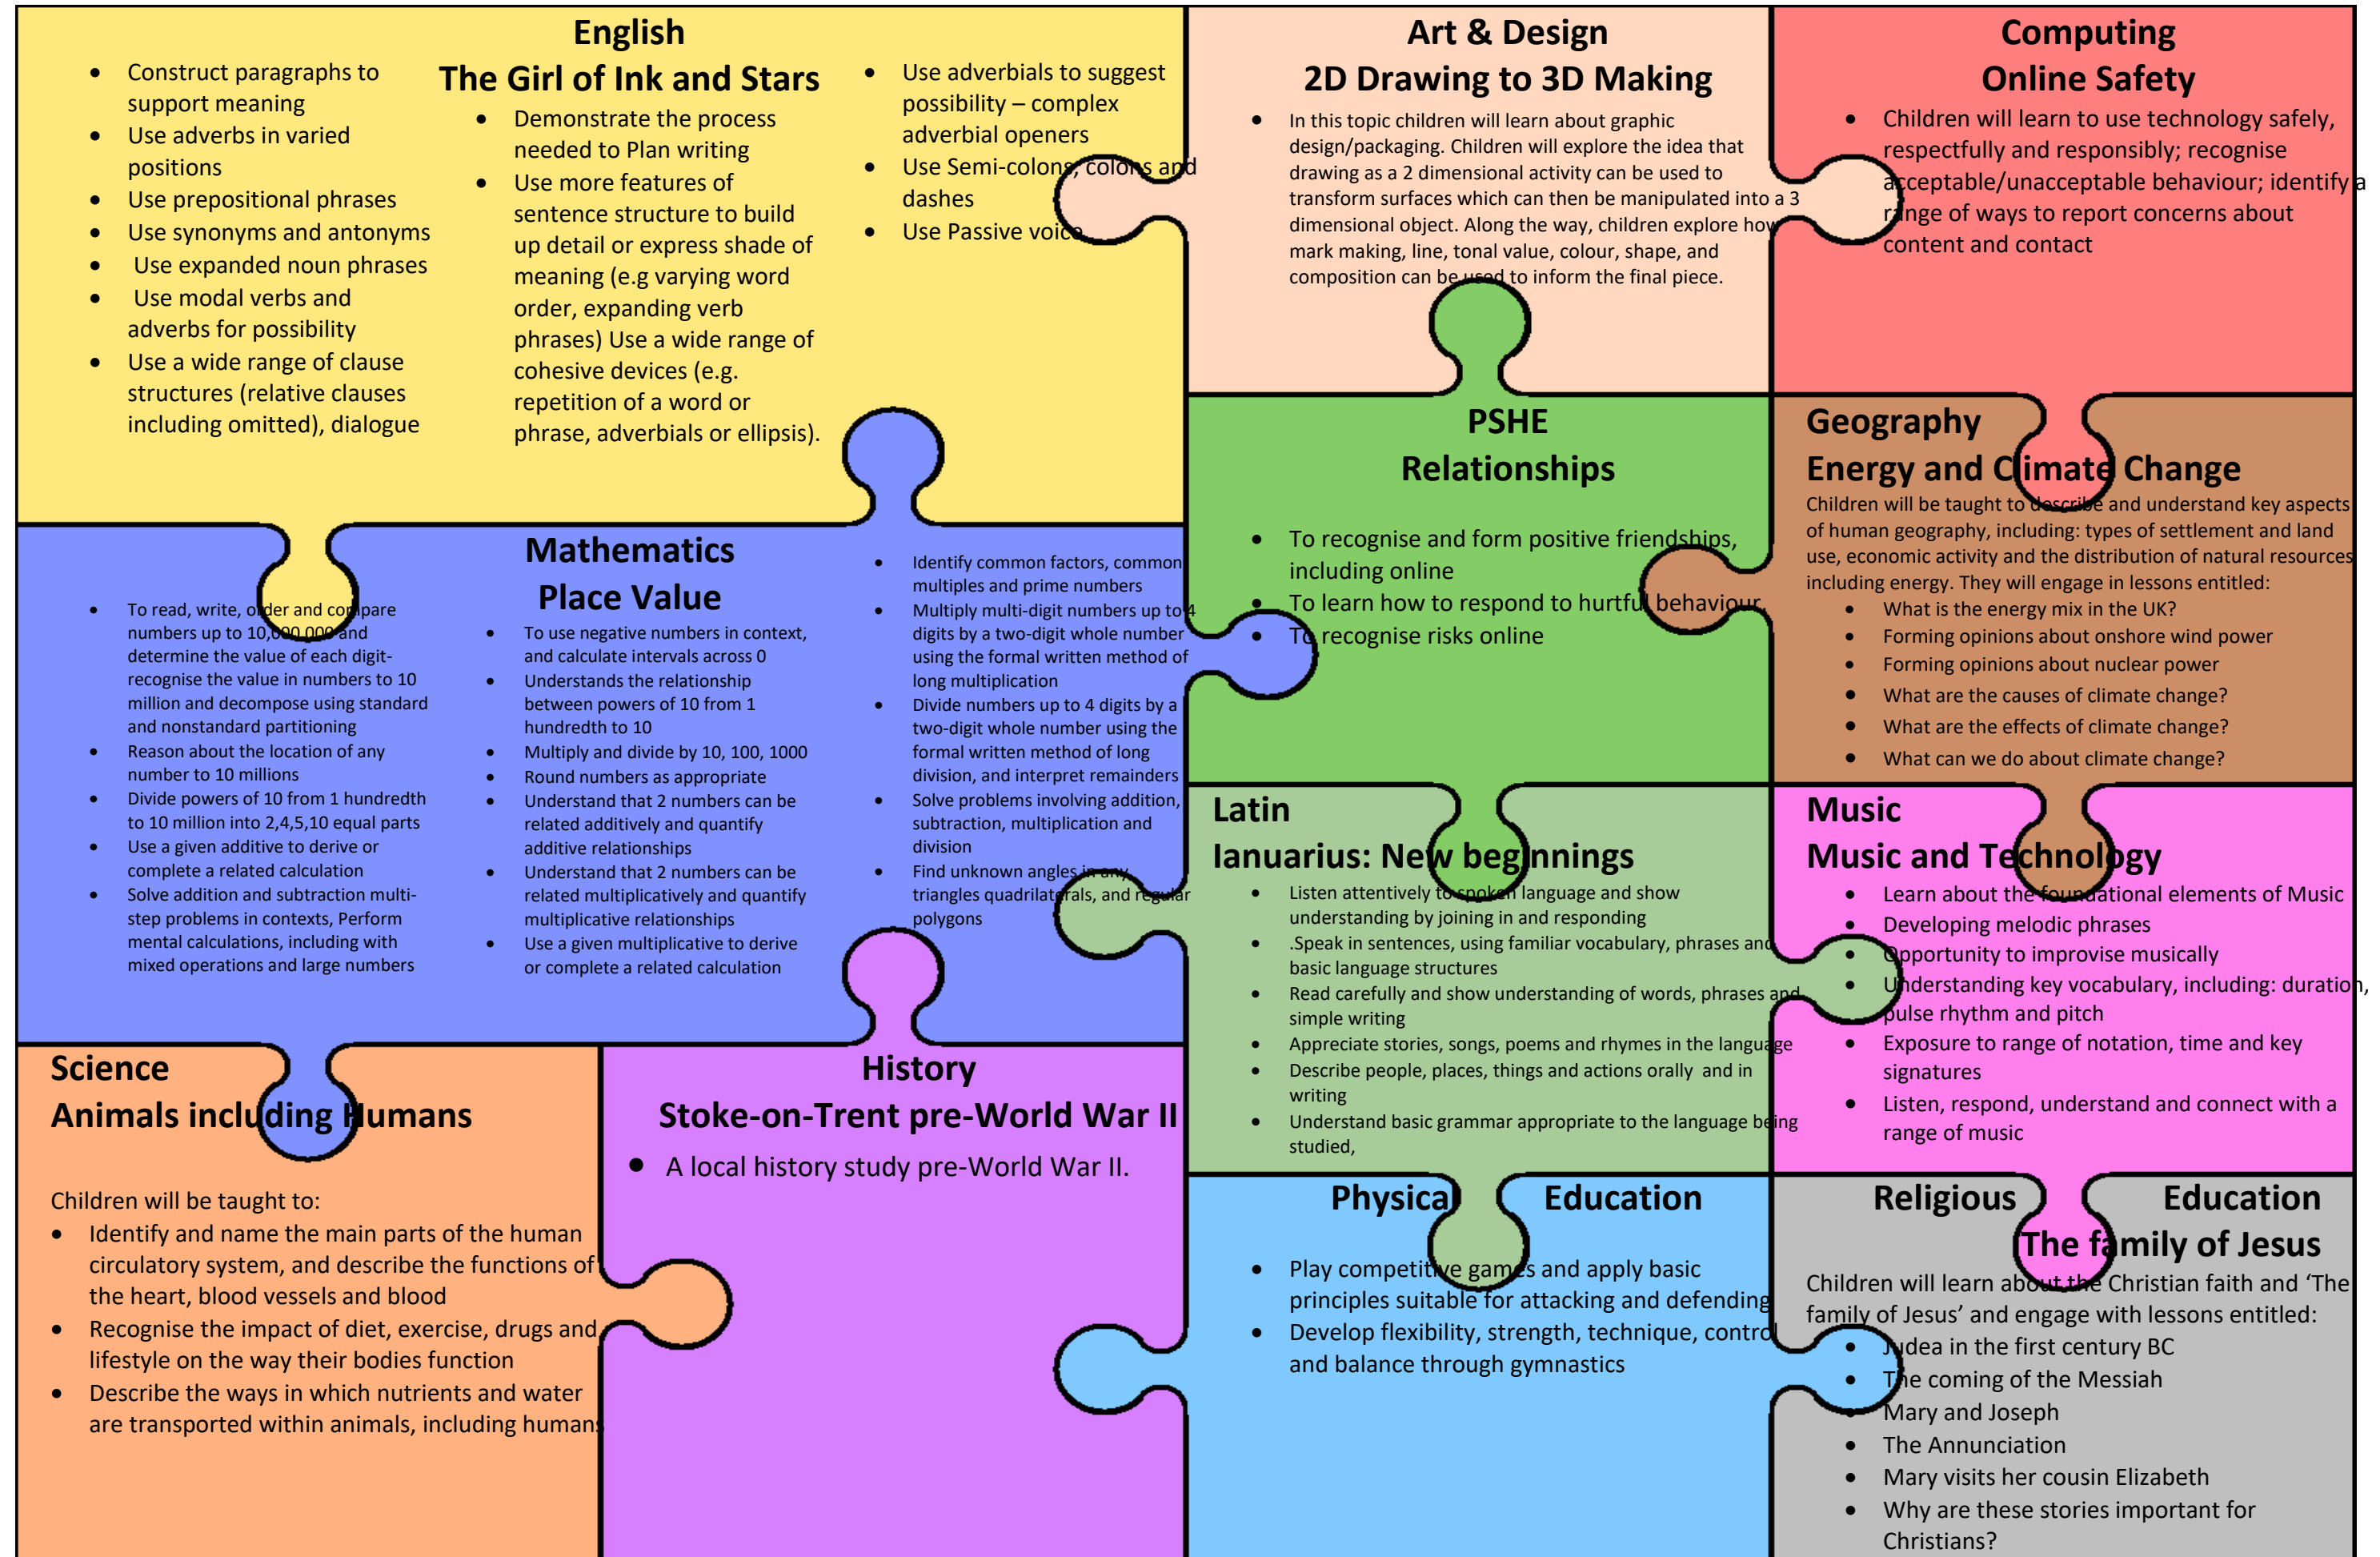 English
The Girl of Ink and Stars
Construct paragraphs to
support meaning
Use adverbs in varied
positions
Use prepositional phrases
Use synonyms and antonyms
Use expanded noun phrases
Use modal verbs and
adverbs for possibility
Use a wide range of clause
structures (relative clauses
including omitted), dialogue
Demonstrate the process
needed to Plan writing
Use more features of
sentence structure to build
up detail or express shade of
meaning (e.g varying word
order, expanding verb
phrases) Use a wide range of
cohesive devices (e.g.
repetition of a word or
phrase, adverbials or ellipsis).
Use adverbials to suggest
possibility – complex
adverbial openers
Use Semi-colons, colons and
dashes
Use Passive voice
Art & Design
2D Drawing to 3D Making
In this topic children will learn about graphic
design/packaging. Children will explore the idea that
drawing as a 2 dimensional activity can be used to
transform surfaces which can then be manipulated into a 3
dimensional object. Along the way, children explore how
mark making, line, tonal value, colour, shape, and
composition can be used to inform the final piece.
Computing
Online Safety
Children will learn to use technology safely,
respectfully and responsibly; recognise
acceptable/unacceptable behaviour; identify a
range of ways to report concerns about
content and contact
Mathematics
Place Value
To read, write, order and compare
numbers up to 10,000 000 and
determine the value of each digit-
recognise the value in numbers to 10
million and decompose using standard
and nonstandard partitioning
Reason about the location of any
number to 10 millions
Divide powers of 10 from 1 hundredth
to 10 million into 2,4,5,10 equal parts
Use a given additive to derive or
complete a related calculation
Solve addition and subtraction multi-
step problems in contexts, Perform
mental calculations, including with
mixed operations and large numbers
To use negative numbers in context,
and calculate intervals across 0
Understands the relationship
between powers of 10 from 1
hundredth to 10
Multiply and divide by 10, 100, 1000
Round numbers as appropriate
Understand that 2 numbers can be
related additively and quantify
additive relationships
Understand that 2 numbers can be
related multiplicatively and quantify
multiplicative relationships
Use a given multiplicative to derive
or complete a related calculation
Identify common factors, common
multiples and prime numbers
Multiply multi-digit numbers up to 4
digits by a two-digit whole number
using the formal written method of
long multiplication
Divide numbers up to 4 digits by a
two-digit whole number using the
formal written method of long
division, and interpret remainders
Solve problems involving addition,
subtraction, multiplication and
division
Find unknown angles in any
triangles quadrilaterals, and regular
polygons
PSHE
Relationships
To recognise and form positive friendships,
including online
To learn how to respond to hurtful behaviour.
To recognise risks online
Geography
Energy and Climate Change
Children will be taught to describe and understand key aspects
of human geography, including: types of settlement and land
use, economic activity and the distribution of natural resources
including energy. They will engage in lessons entitled:
What is the energy mix in the UK?
Forming opinions about onshore wind power
Forming opinions about nuclear power
What are the causes of climate change?
What are the effects of climate change?
What can we do about climate change?
Latin
Ianuarius: New beginnings
Listen attentively to spoken language and show
understanding by joining in and responding
.Speak in sentences, using familiar vocabulary, phrases and
basic language structures
Read carefully and show understanding of words, phrases and
simple writing
Appreciate stories, songs, poems and rhymes in the language
Describe people, places, things and actions orally and in
writing
Understand basic grammar appropriate to the language being
studied,
Music
Music and Technology
Learn about the foundational elements of Music
Developing melodic phrases
Opportunity to improvise musically
Understanding key vocabulary, including: duration,
pulse rhythm and pitch
Exposure to range of notation, time and key
signatures
Listen, respond, understand and connect with a
range of music
Science
Animals including Humans
Children will be taught to:
Identify and name the main parts of the human
circulatory system, and describe the functions of
the heart, blood vessels and blood
Recognise the impact of diet, exercise, drugs and
lifestyle on the way their bodies function
Describe the ways in which nutrients and water
are transported within animals, including humans
History
Stoke-on-Trent pre-World War II
A local history study pre-World War II.
Physical Education
Play competitive games and apply basic
principles suitable for attacking and defending
Develop flexibility, strength, technique, control
and balance through gymnastics
Religious Education
The family of Jesus
Children will learn about the Christian faith and ‘The
family of Jesus’ and engage with lessons entitled:
Judea in the first century BC
The coming of the Messiah
Mary and Joseph
The Annunciation
Mary visits her cousin Elizabeth
Why are these stories important for
Christians?